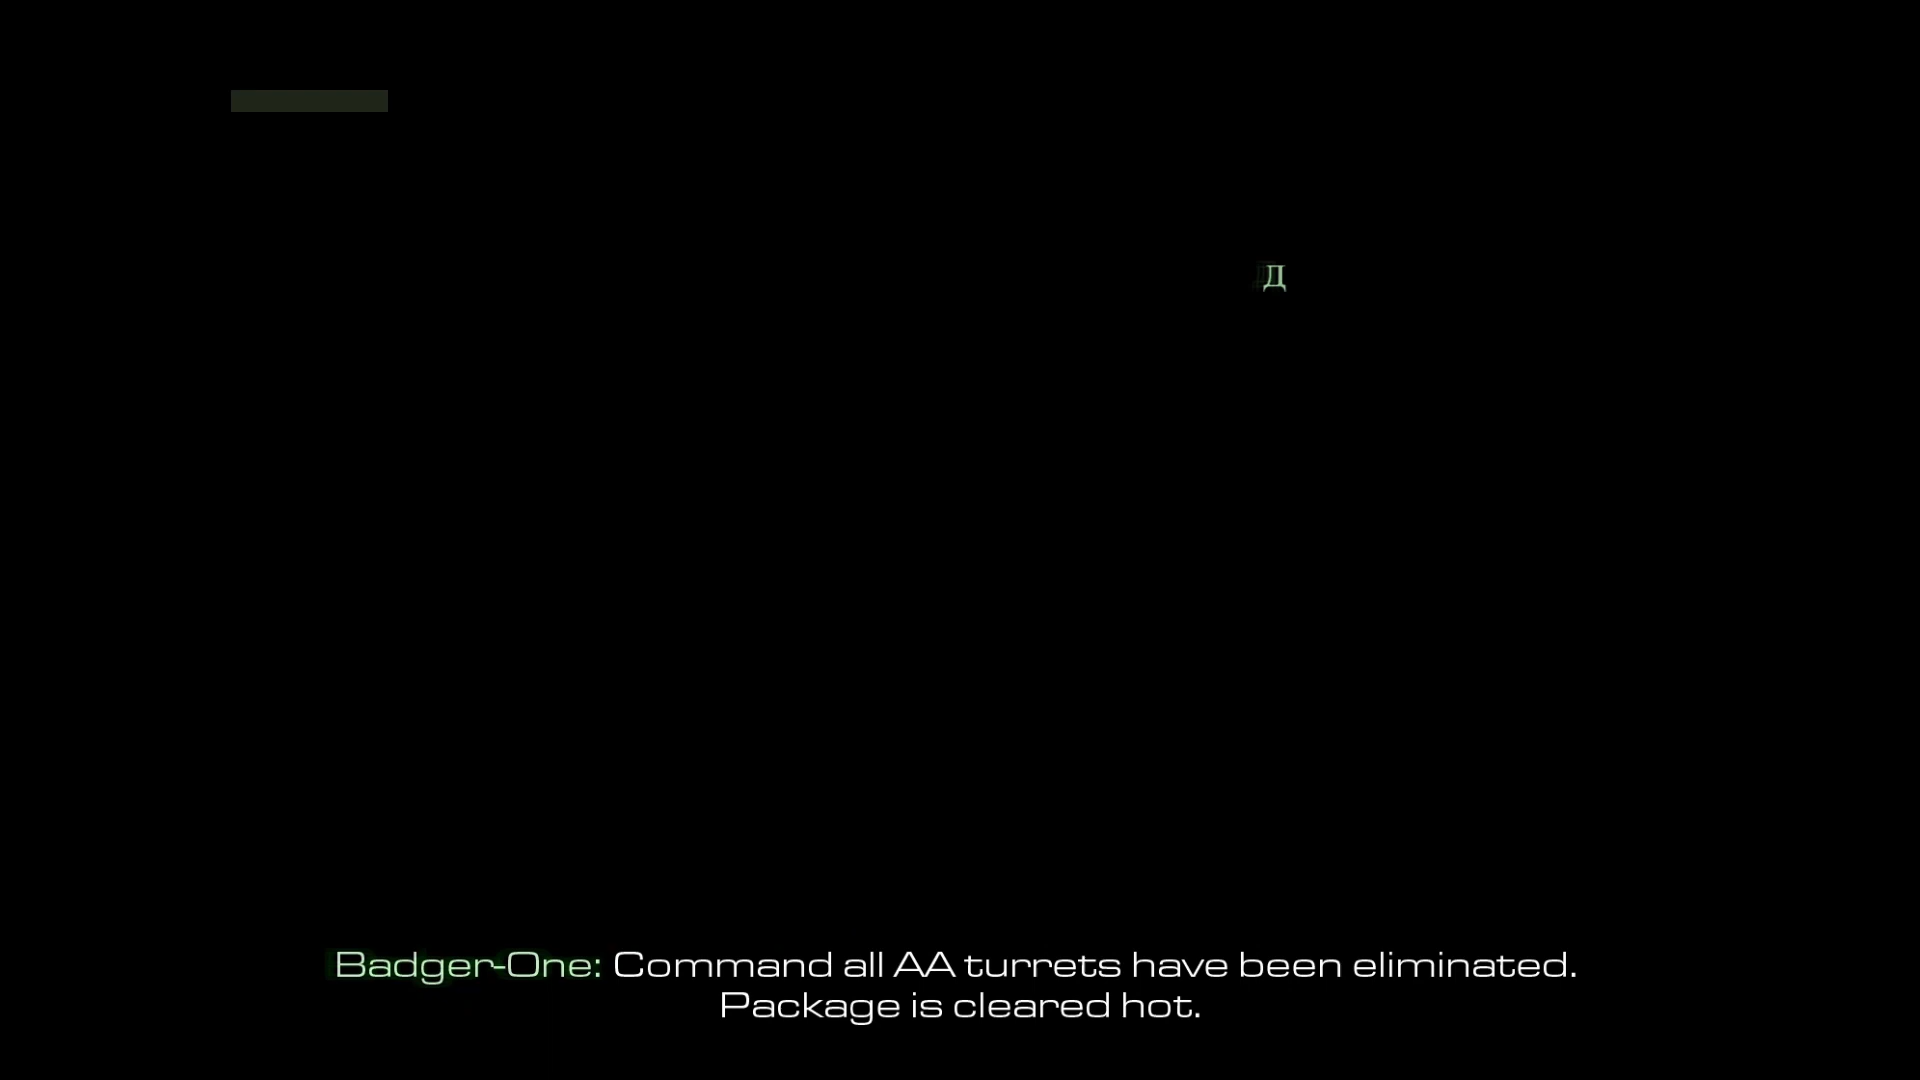 Д
Badger-One: Command all AA turrets have been eliminated.
Package is cleared hot.